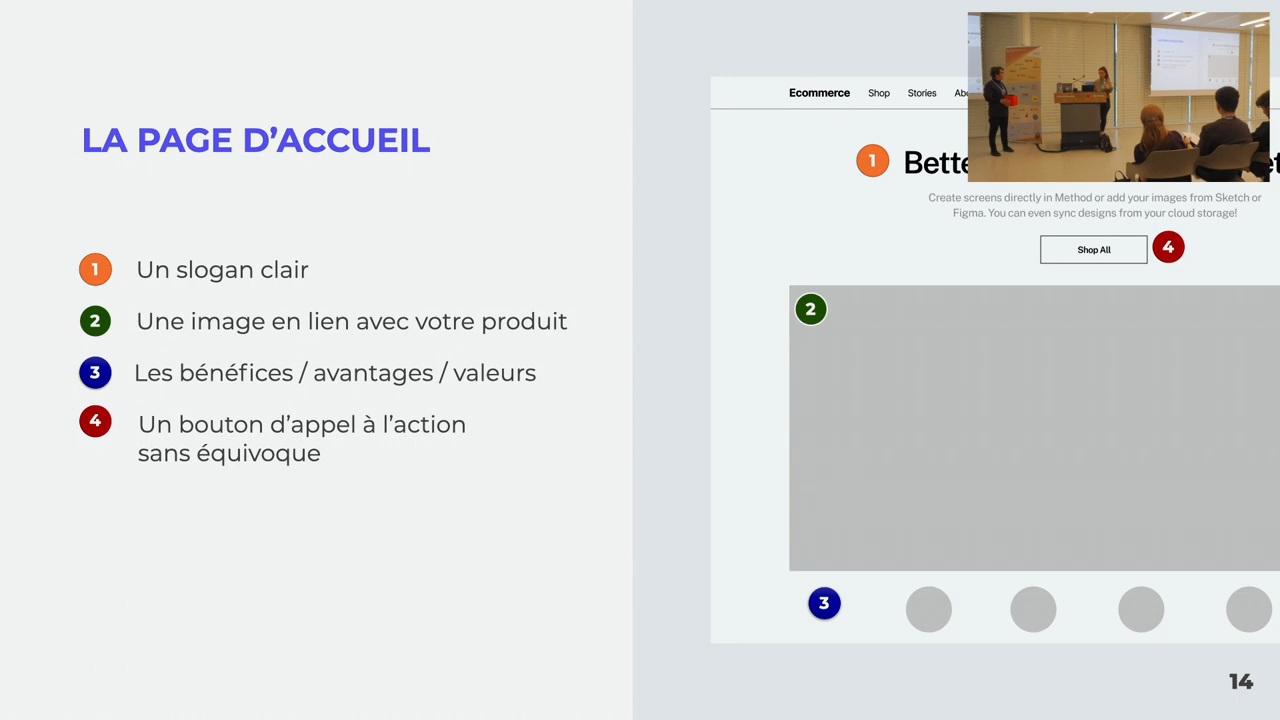 LA PAGE D’ACCUEIL
1 Un slogan clair
2 Une image en lien avec votre produit
3 Les bénéfices / avantages / valeurs
4 Un bouton d’appel à l’action
sans équivoque
Ecommerce Shop Stories
1
Create screens directly in Method or add your images from Sketch or
Figma. You can even sync designs from your cloud storage!
Shop All 4
2
3
14